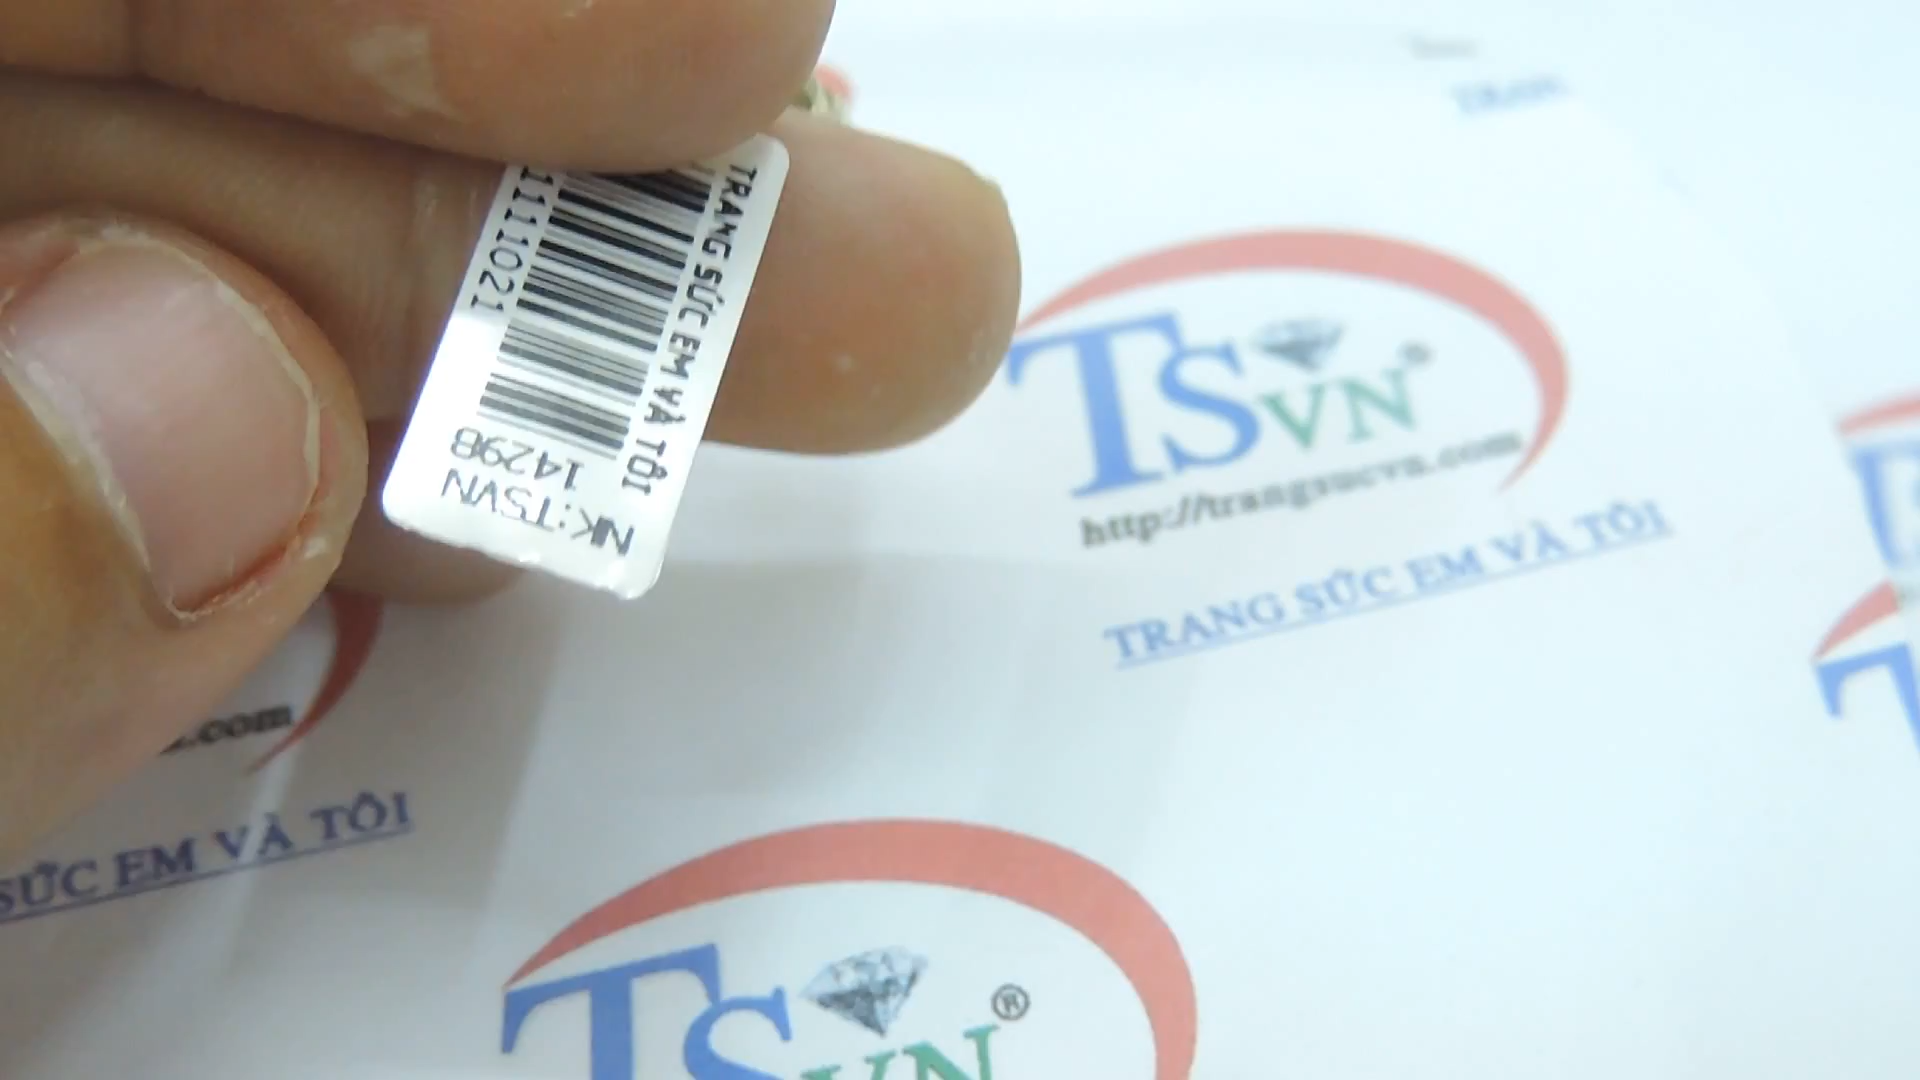 TRANG SỨC EM VÀ TÔI
1111021
14298
NK:TSVN
TSVN®
http://trangsucvn.com
TRANG SỨC EM VÀ TÔI
.com
SỨC EM VÀ TÔI
TSVN®
T